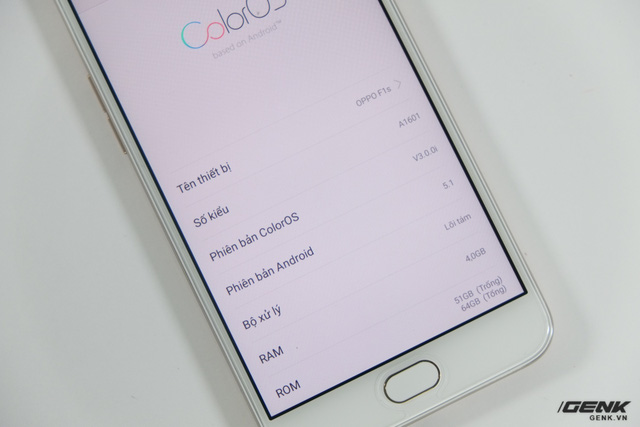 ColorOS
based on Android™
Tên thiết bị OPPO F1s
Số kiểu A1601
Phiên bản ColorOS V3.0.0i
Phiên bản Android 5.1
Bộ xử lý Lõi tám
RAM 4,0GB
ROM 51GB (Trống)
64GB (Tổng)
/GENK
GENK.VN